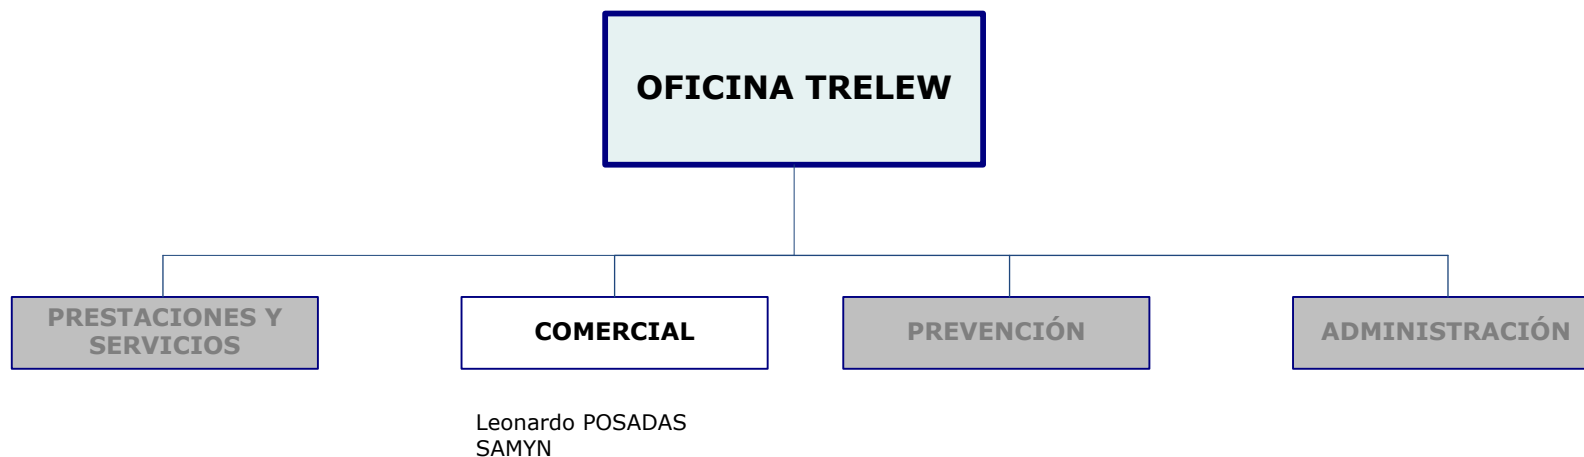 OFICINA TRELEW
PRESTACIONES Y
SERVICIOS
COMERCIAL
PREVENCIÓN
ADMINISTRACIÓN
Leonardo POSADAS
SAMYN